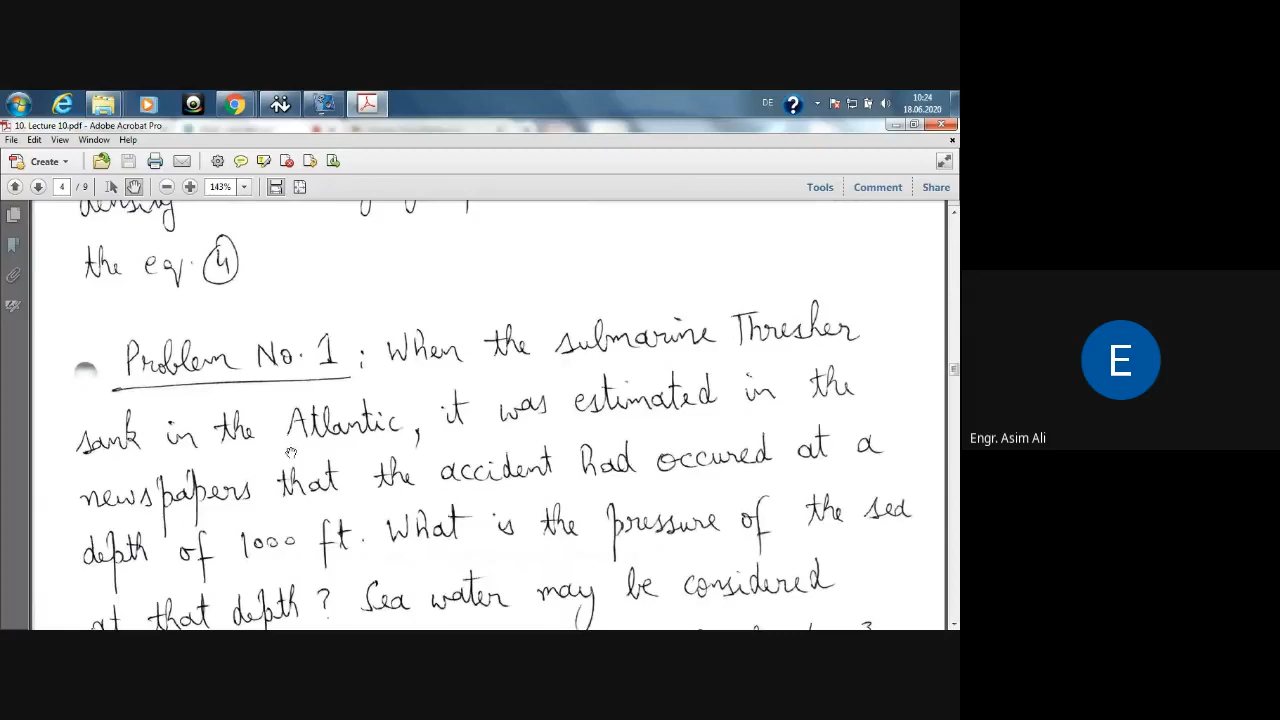 DE
10:24
18.06.2020
10. Lecture 10.pdf - Adobe Acrobat Pro
File Edit View Window Help
Create
4 / 9
143%
Tools Comment Share
density
the eq. 4
Problem No. 1 : When the submarine Thresher
sank in the Atlantic, it was estimated in the
newspapers that the accident had occured at a
depth of 1000 ft. What is the pressure of the sea
at that depth? Sea water may be considered
E
Engr. Asim Ali